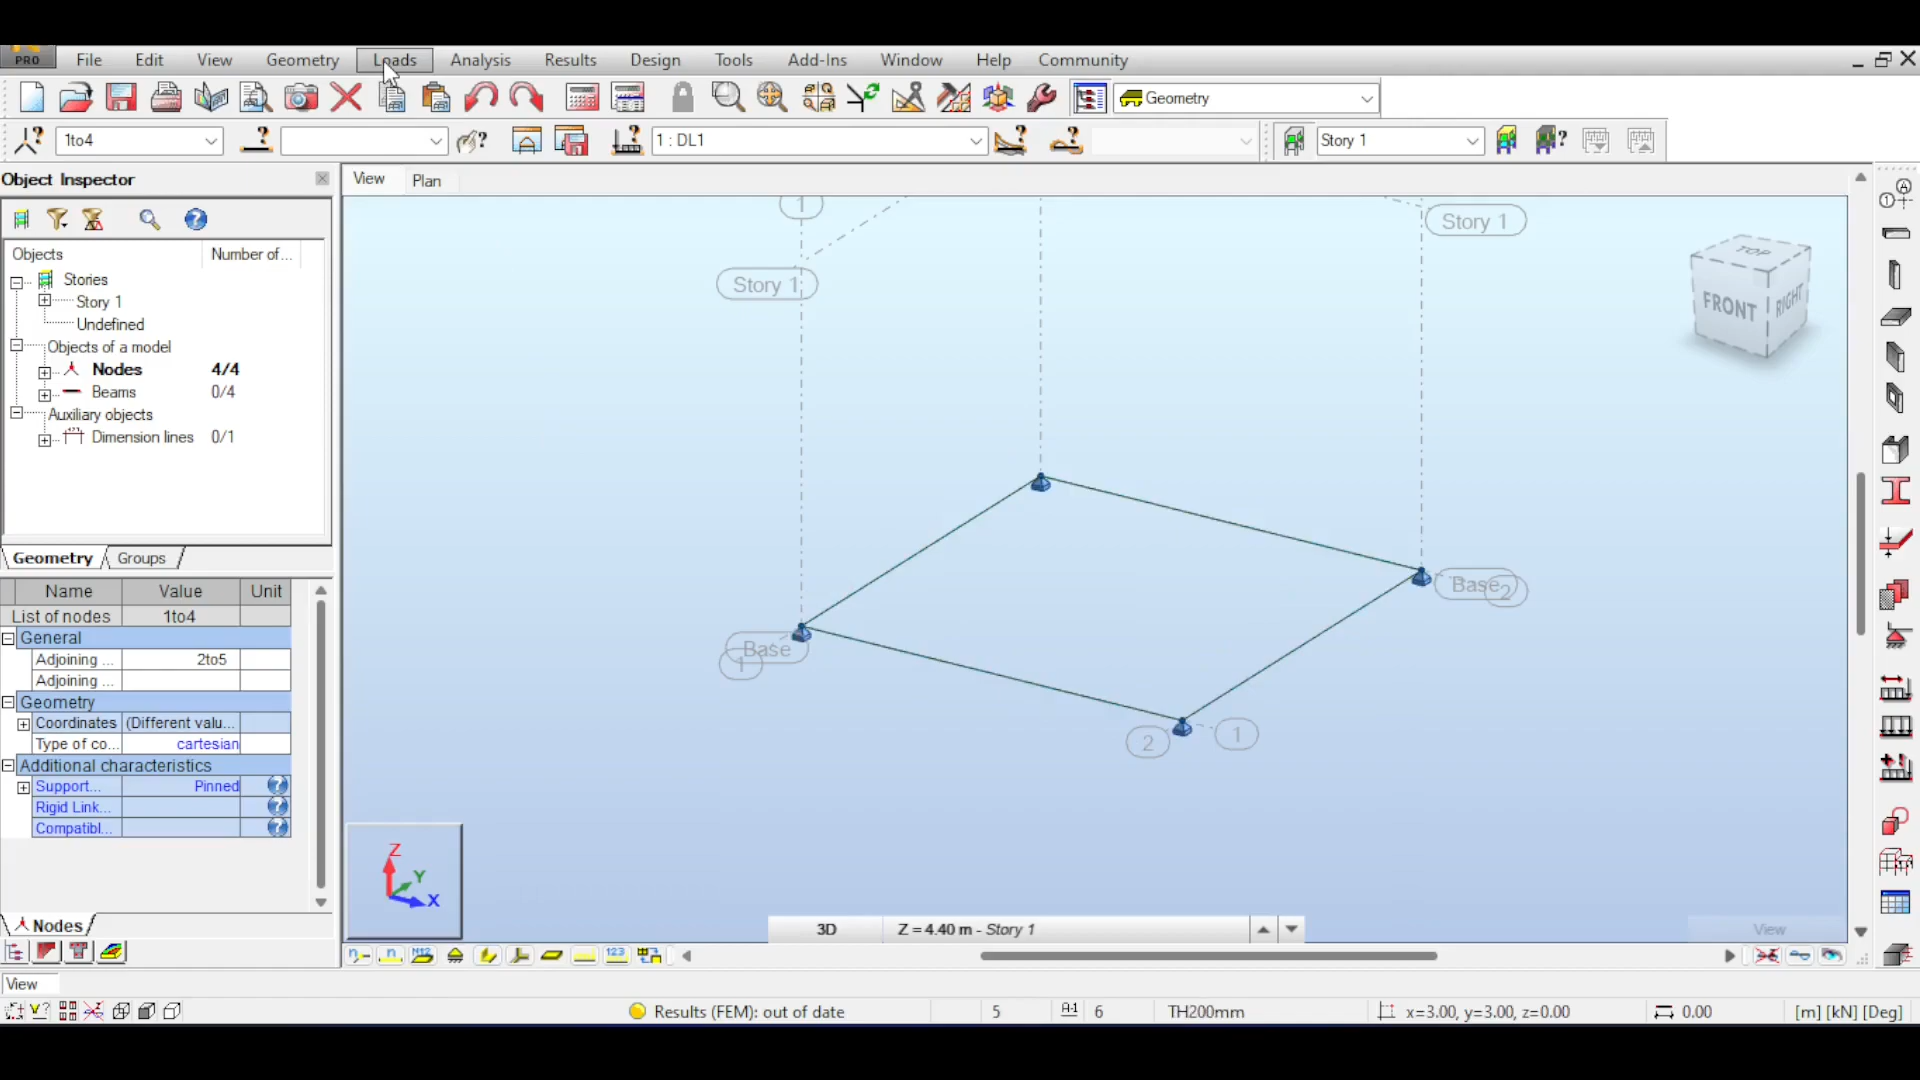 PRO File Edit View Geometry Loads Analysis Results Design Tools Add-Ins Window Help Community
Geometry
1to4 1 : DL1 Story 1
Object Inspector
View Plan
Objects Number of...
Stories
Story 1
Undefined
Objects of a model
Nodes 4/4
Beams 0/4
Auxiliary objects
Dimension lines 0/1
Geometry Groups
Name Value Unit
List of nodes 1to4
General
Adjoining ... 2to5
Adjoining ...
Geometry
Coordinates (Different valu...
Type of co... cartesian
Additional characteristics
Support... Pinned
Rigid Link...
Compatibl...
Nodes
1
Story 1
Story 1
TOP
FRONT RIGHT
Base 2
Base
1
2 1
Z
Y
X
3D Z = 4.40 m - Story 1
View
View
Results (FEM): out of date 5 6 TH200mm x=3.00, y=3.00, z=0.00 0.00 [m] [kN] [Deg]